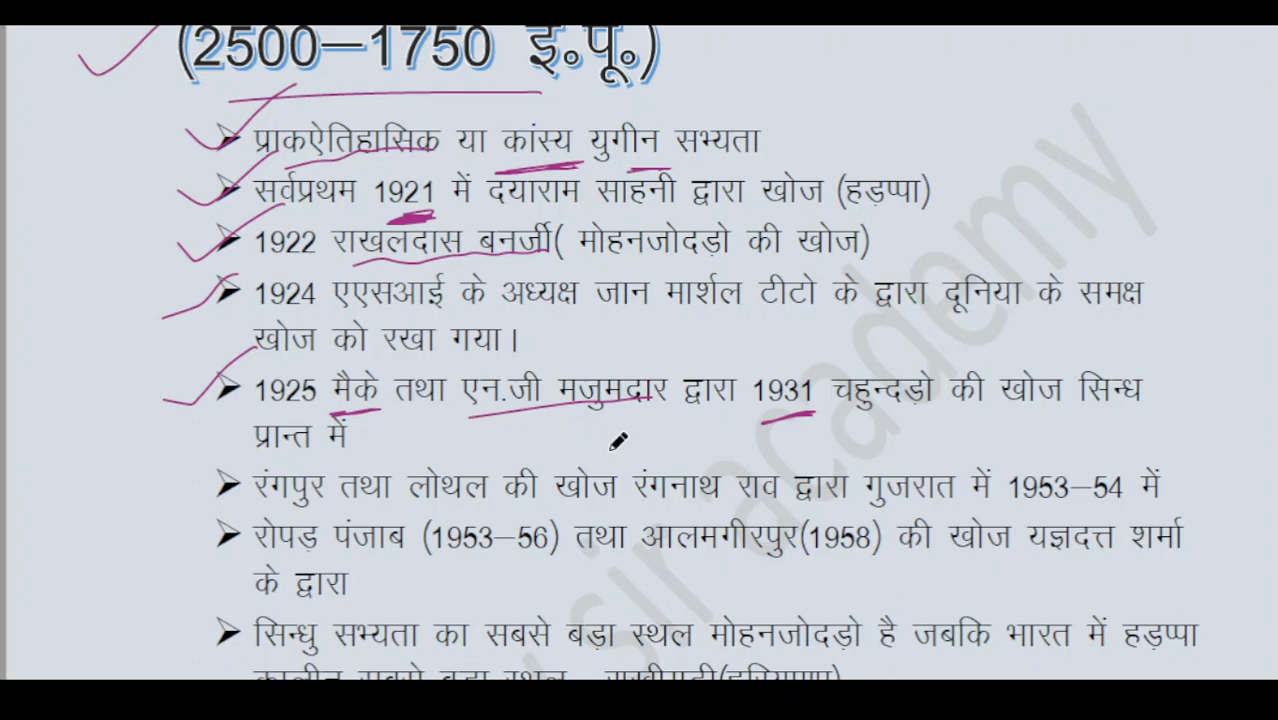 (2500–1750 इ.पू.)
➢ प्राकऐतिहासिक या कांस्य युगीन सभ्यता
➢ सर्वप्रथम 1921 में दयाराम साहनी द्वारा खोज (हड़प्पा)
➢ 1922 राखलदास बनर्जी( मोहनजोदड़ो की खोज)
➢ 1924 एएसआई के अध्यक्ष जान मार्शल टीटो के द्वारा दूनिया के समक्ष
खोज को रखा गया।
➢ 1925 मैके तथा एन.जी मजुमदार द्वारा 1931 चहुन्दड़ो की खोज सिन्ध
प्रान्त में
➢ रंगपुर तथा लोथल की खोज रंगनाथ राव द्वारा गुजरात में 1953–54 में
➢ रोपड़ पंजाब (1953–56) तथा आलमगीरपुर(1958) की खोज यज्ञदत्त शर्मा
के द्वारा
➢ सिन्धु सभ्यता का सबसे बड़ा स्थल मोहनजोदड़ो है जबकि भारत में हड़प्पा
sir academy